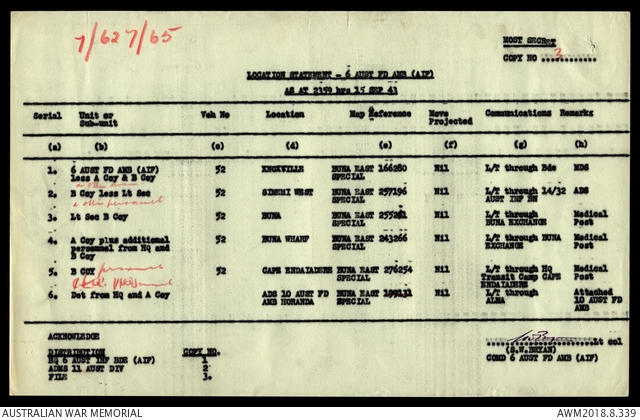 7/62 7/65
MOST SECRET
COPY NO 2
LOCATION STATEMENT - 6 AUST FD AMB (AIF)
AS AT 2359 hrs 15 SEP 43
Serial Unit or Sub-unit Veh No Location Map Reference Move Projected Communications Remarks
(a) (b) (c) (d) (e) (f) (g) (h)
1. 6 AUST FD AMB (AIF) 52 KNOXVILLE BUNA EAST 166280 Nil L/T through Bde MDS
less A Coy & B Coy SPECIAL
2. B Coy less Lt Sec 52 SINEMI WEST BUNA EAST 257196 Nil L/T through 14/32 ADS
SPECIAL AUST INF BN
3. Lt Sec B Coy 52 BUNA BUNA EAST Nil L/T through Medical
SPECIAL BUNA EXCHANGE Post
4. A Coy plus additional 52 BUNA WHARF BUNA EAST 243266 Nil L/T through BUNA Medical
personnel from HQ and SPECIAL EXCHANGE Post
B Coy
5. B COY personnel 52 CAPE ENDAIADERE BUNA EAST 276254 Nil L/T through HQ Medical
SPECIAL Transit Camp CAPE Post
ENDAIADERE
6. Det from HQ and A Coy ADS 10 AUST FD BUNA EAST Nil L/T through Attached
AMB HORANDA SPECIAL ALMA 10 AUST FD
AMB
ACKNOWLEDGE
DISTRIBUTION COPY NO.
HQ 6 AUST INF BDE (AIF) 1
ADMS 11 AUST DIV 2
FILE 3.
Lt col
(S.W.BRYAN)
COMD 6 AUST FD AMB (AIF)
AUSTRALIAN WAR MEMORIAL
AWM2018.8.339